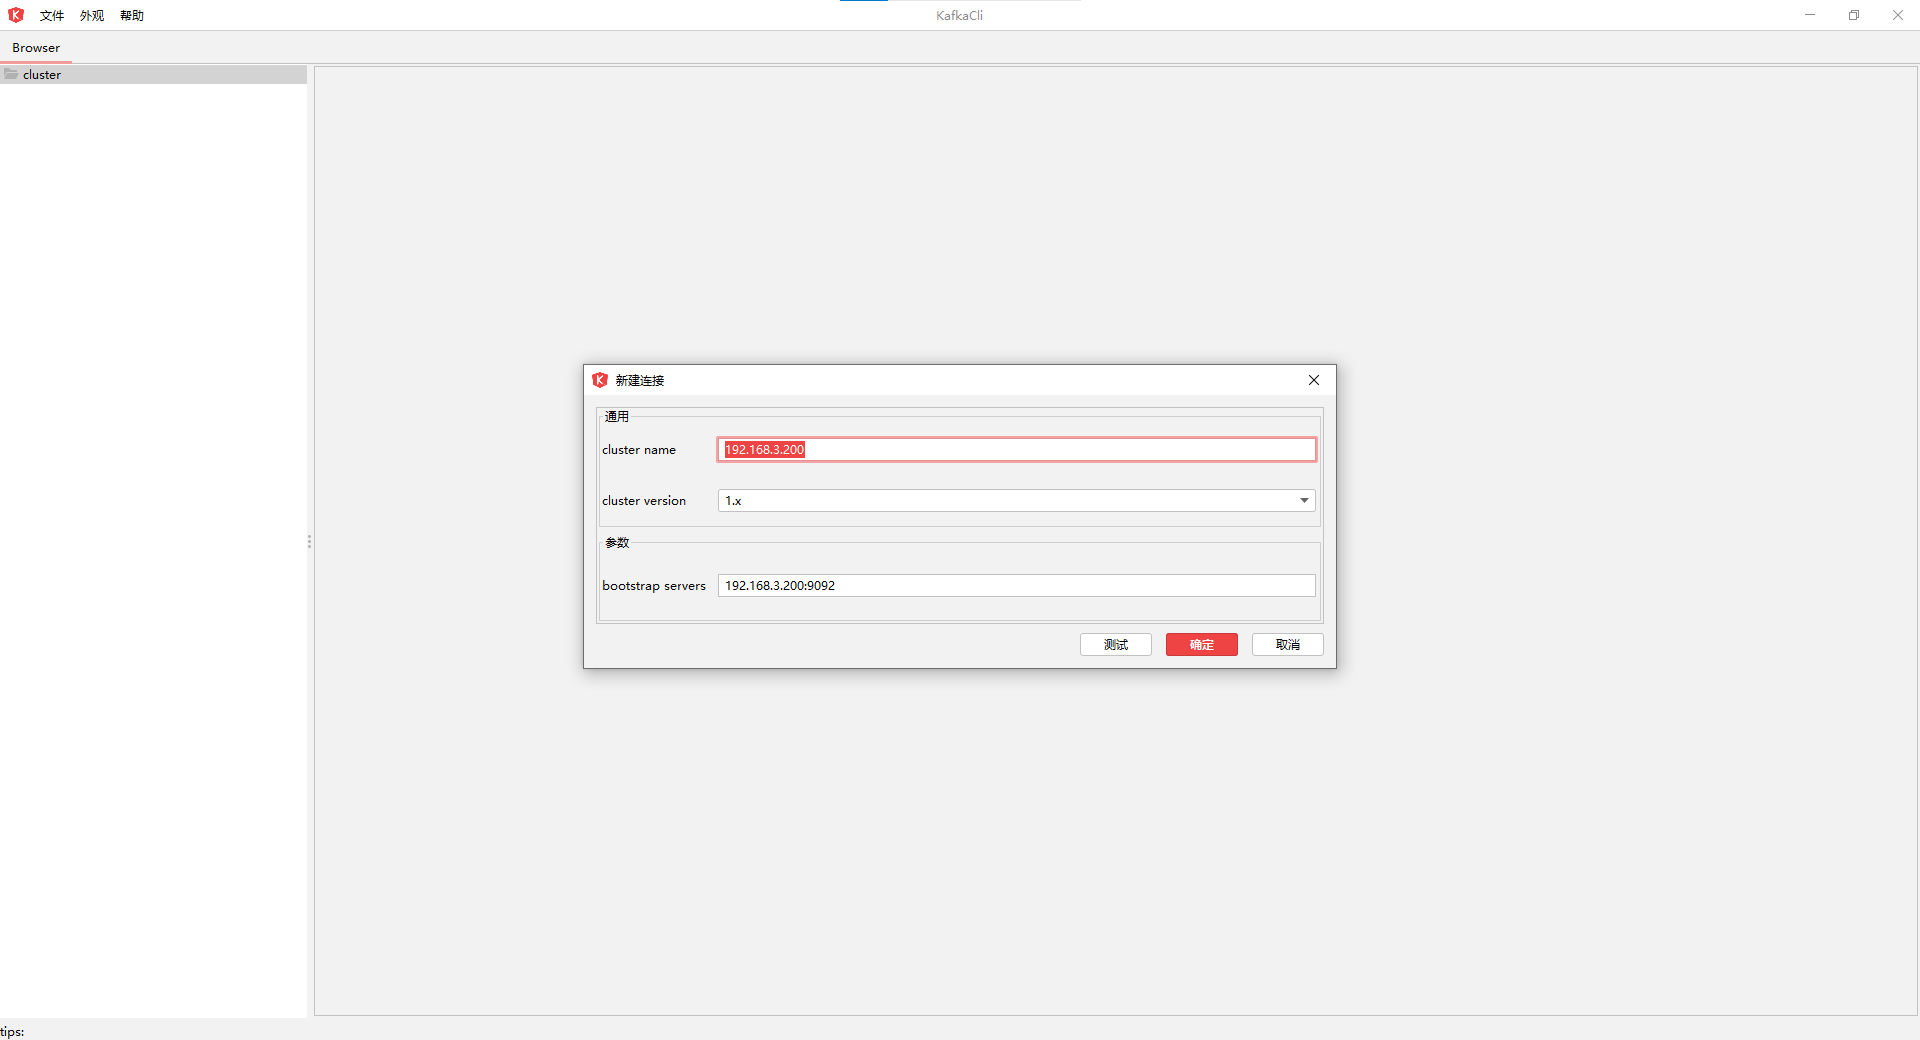 文件 外观 帮助 KafkaCli
Browser
cluster
新建连接
通用
cluster name 192.168.3.200
cluster version 1.x
参数
bootstrap servers 192.168.3.200:9092
测试 确定 取消
tips: